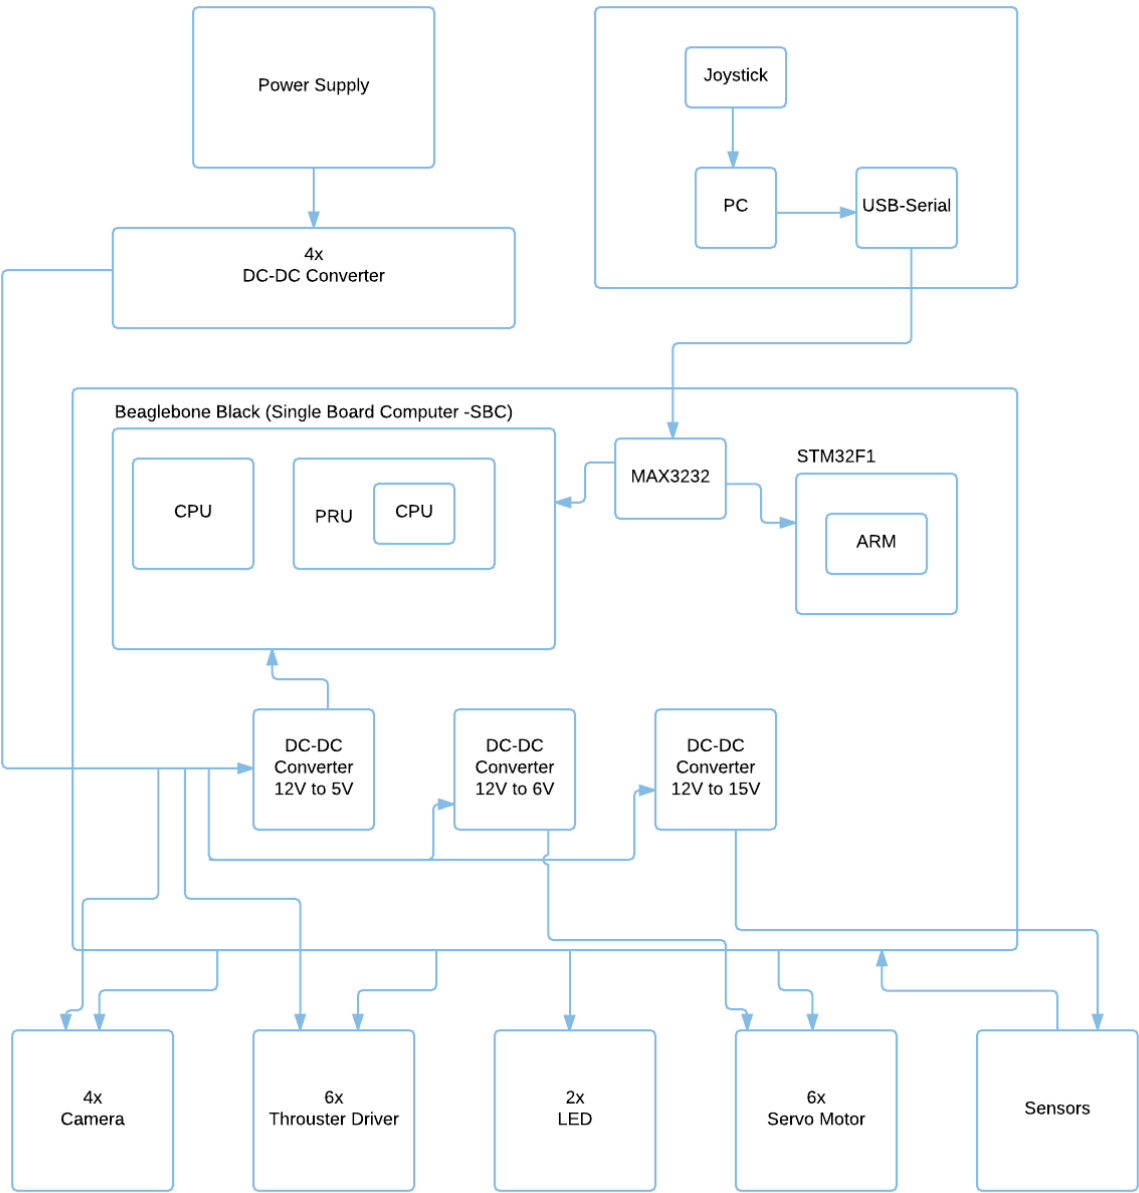 Power Supply
Joystick
PC
USB-Serial
4x
DC-DC Converter
Beaglebone Black (Single Board Computer -SBC)
CPU
PRU
CPU
MAX3232
STM32F1
ARM
DC-DC
Converter
12V to 5V
DC-DC
Converter
12V to 6V
DC-DC
Converter
12V to 15V
4x
Camera
6x
Throuster Driver
2x
LED
6x
Servo Motor
Sensors